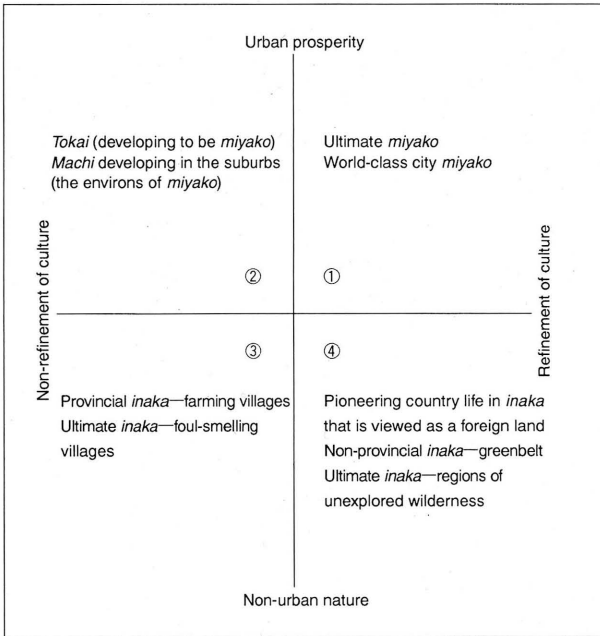 Urban prosperity
Tokai (developing to be miyako)
Machi developing in the suburbs
(the environs of miyako)
Ultimate miyako
World-class city miyako
Non-refinement of culture
②
①
Refinement of culture
③
④
Provincial inaka—farming villages
Ultimate inaka—foul-smelling
villages
Pioneering country life in inaka
that is viewed as a foreign land
Non-provincial inaka—greenbelt
Ultimate inaka—regions of
unexplored wilderness
Non-urban nature